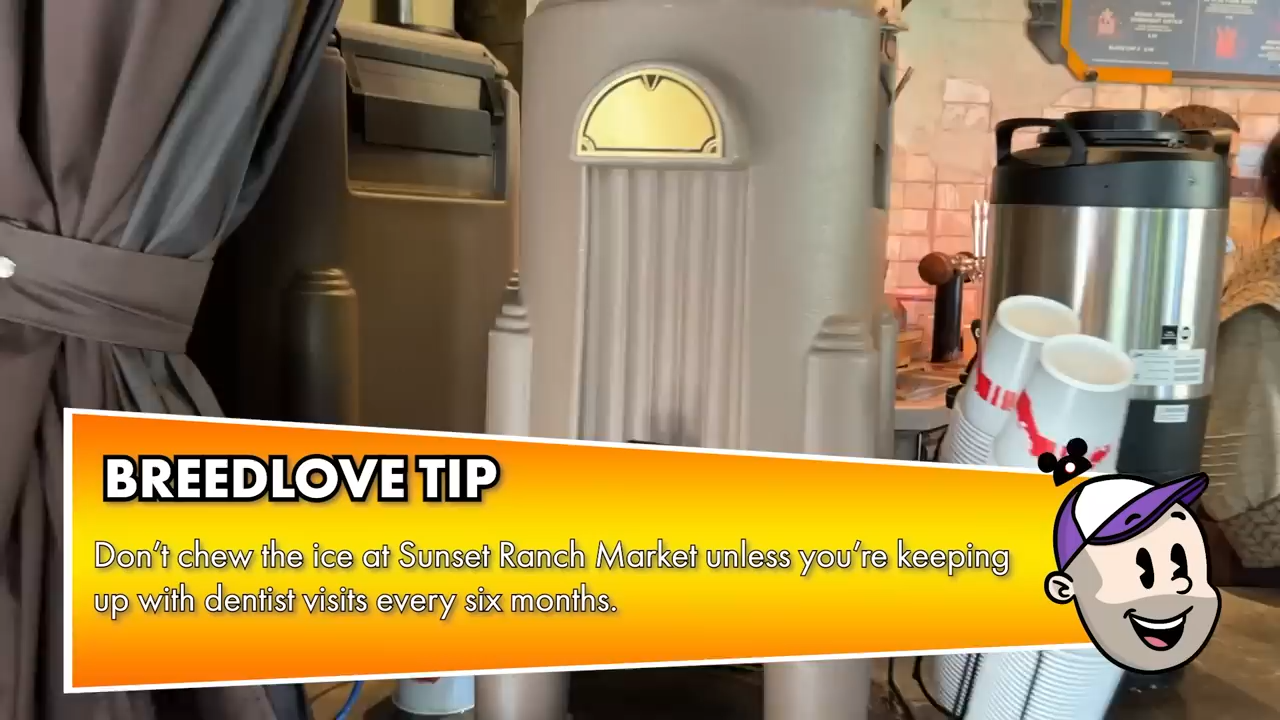 BREEDLOVE TIP
Don't chew the ice at Sunset Ranch Market unless you're keeping
up with dentist visits every six months.